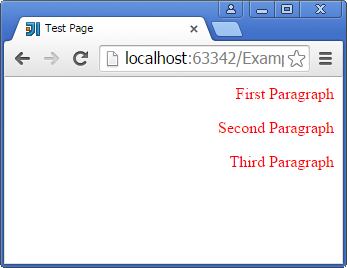 Test Page
localhost:63342/Examp
First Paragraph
Second Paragraph
Third Paragraph